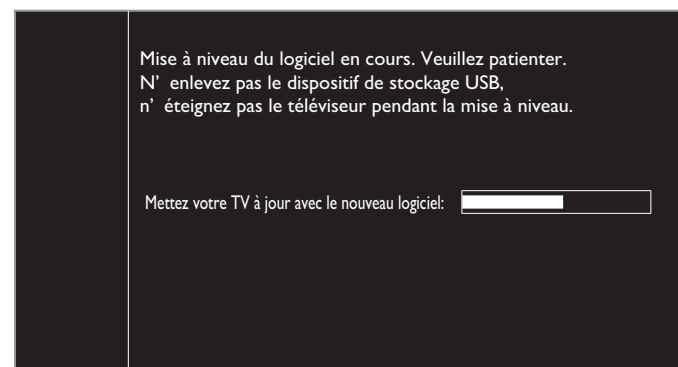 Mise à niveau du logiciel en cours. Veuillez patienter.
N’ enlevez pas le dispositif de stockage USB,
n’ éteignez pas le téléviseur pendant la mise à niveau.
Mettez votre TV à jour avec le nouveau logiciel: